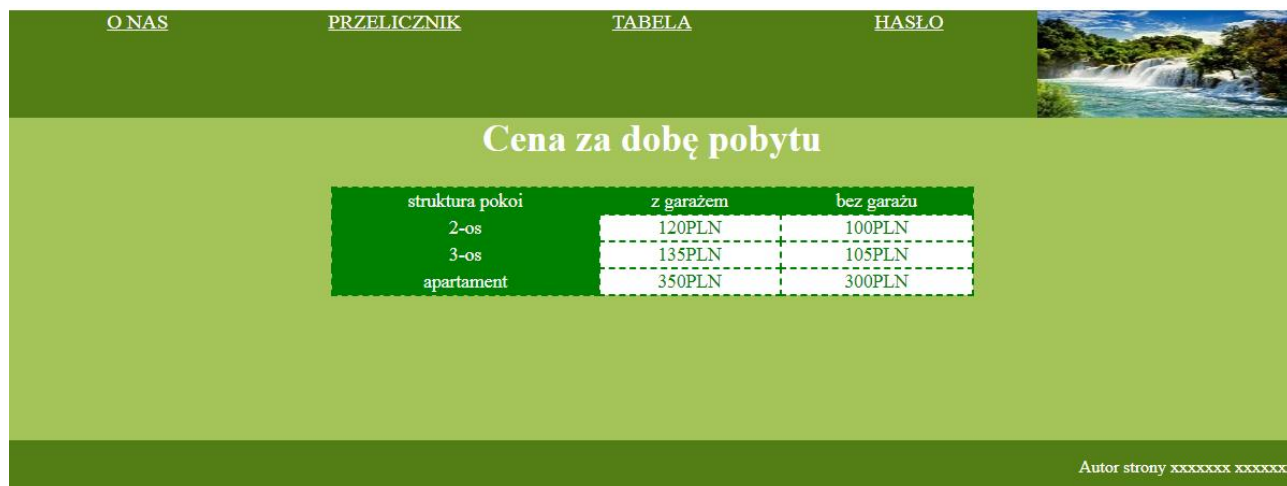 O NAS PRZELICZNIK TABELA HASŁO
Cena za dobę pobytu
struktura pokoi z garażem bez garażu
2-os 120PLN 100PLN
3-os 135PLN 105PLN
apartament 350PLN 300PLN
Autor strony xxxxxxx xxxxxx